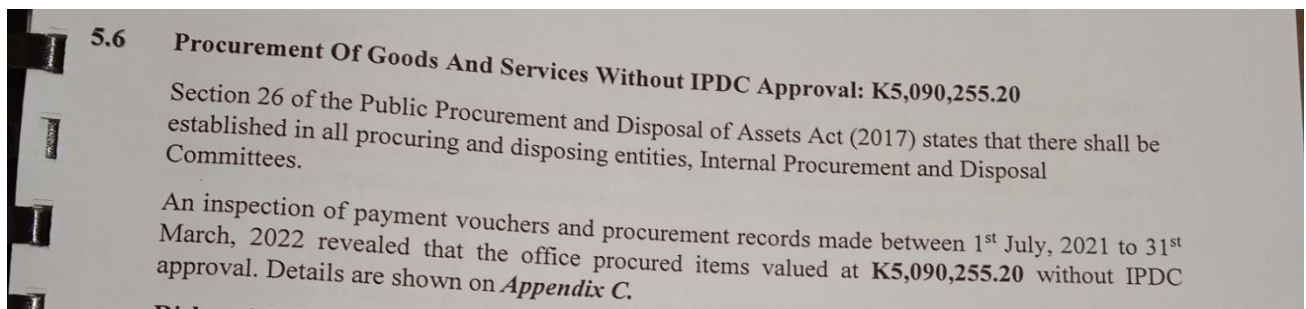 5.6 Procurement Of Goods And Services Without IPDC Approval: K5,090,255.20
Section 26 of the Public Procurement and Disposal of Assets Act (2017) states that there shall be
established in all procuring and disposing entities, Internal Procurement and Disposal
Committees.
An inspection of payment vouchers and procurement records made between 1st July, 2021 to 31st
March, 2022 revealed that the office procured items valued at K5,090,255.20 without IPDC
approval. Details are shown on Appendix C.